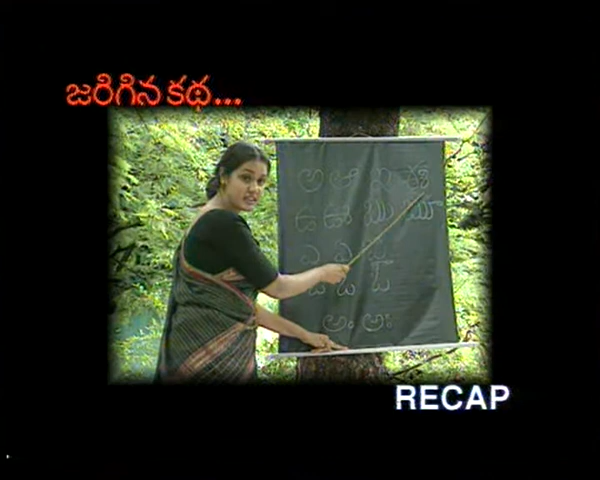 జరిగిన కథ...
అ ఆ ఇ ఈ
ఉ ఊ ఋ ౠ
అం అః
RECAP